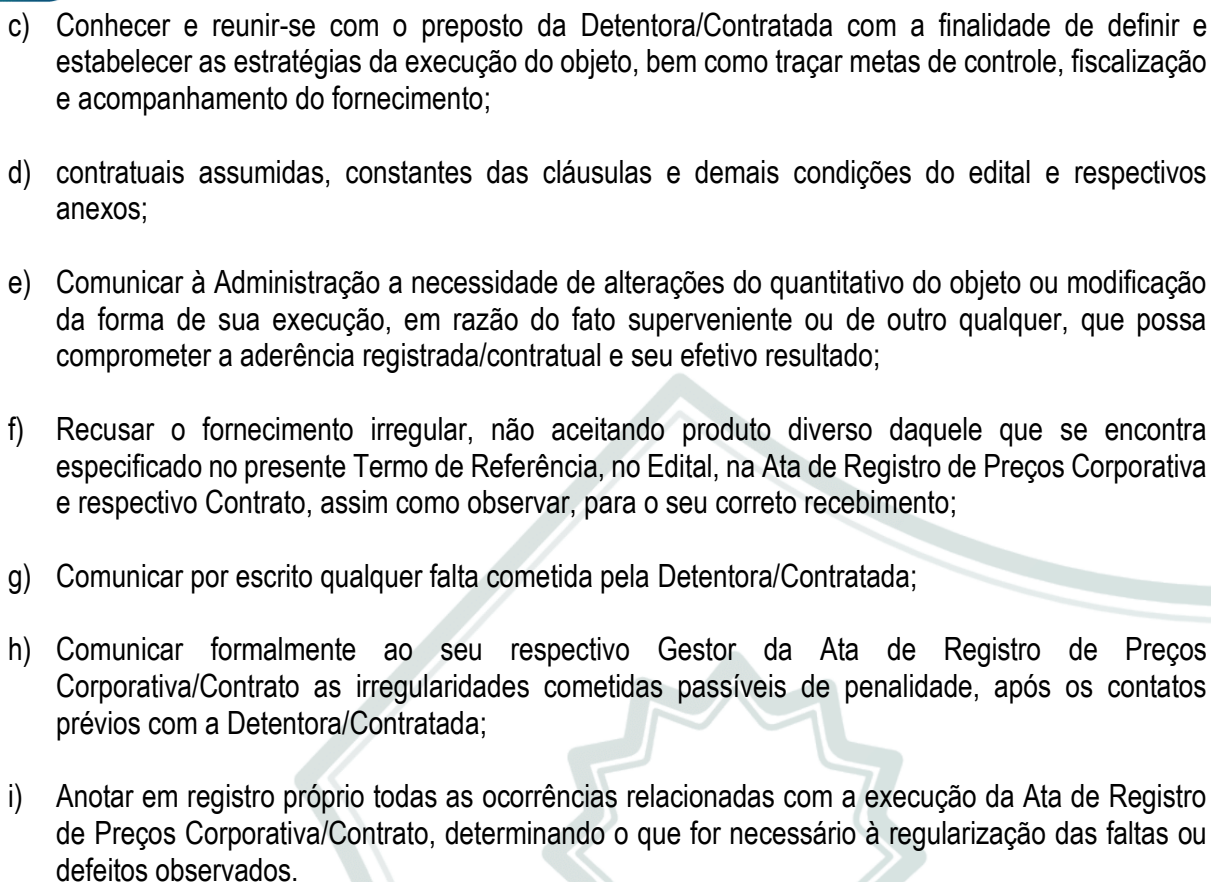 c) Conhecer e reunir-se com o preposto da Detentora/Contratada com a finalidade de definir e
estabelecer as estratégias da execução do objeto, bem como traçar metas de controle, fiscalização
e acompanhamento do fornecimento;
d) contratuais assumidas, constantes das cláusulas e demais condições do edital e respectivos
anexos;
e) Comunicar à Administração a necessidade de alterações do quantitativo do objeto ou modificação
da forma de sua execução, em razão do fato superveniente ou de outro qualquer, que possa
comprometer a aderência registrada/contratual e seu efetivo resultado;
f) Recusar o fornecimento irregular, não aceitando produto diverso daquele que se encontra
especificado no presente Termo de Referência, no Edital, na Ata de Registro de Preços Corporativa
e respectivo Contrato, assim como observar, para o seu correto recebimento;
g) Comunicar por escrito qualquer falta cometida pela Detentora/Contratada;
h) Comunicar formalmente ao seu respectivo Gestor da Ata de Registro de Preços
Corporativa/Contrato as irregularidades cometidas passíveis de penalidade, após os contatos
prévios com a Detentora/Contratada;
i) Anotar em registro próprio todas as ocorrências relacionadas com a execução da Ata de Registro
de Preços Corporativa/Contrato, determinando o que for necessário à regularização das faltas ou
defeitos observados.